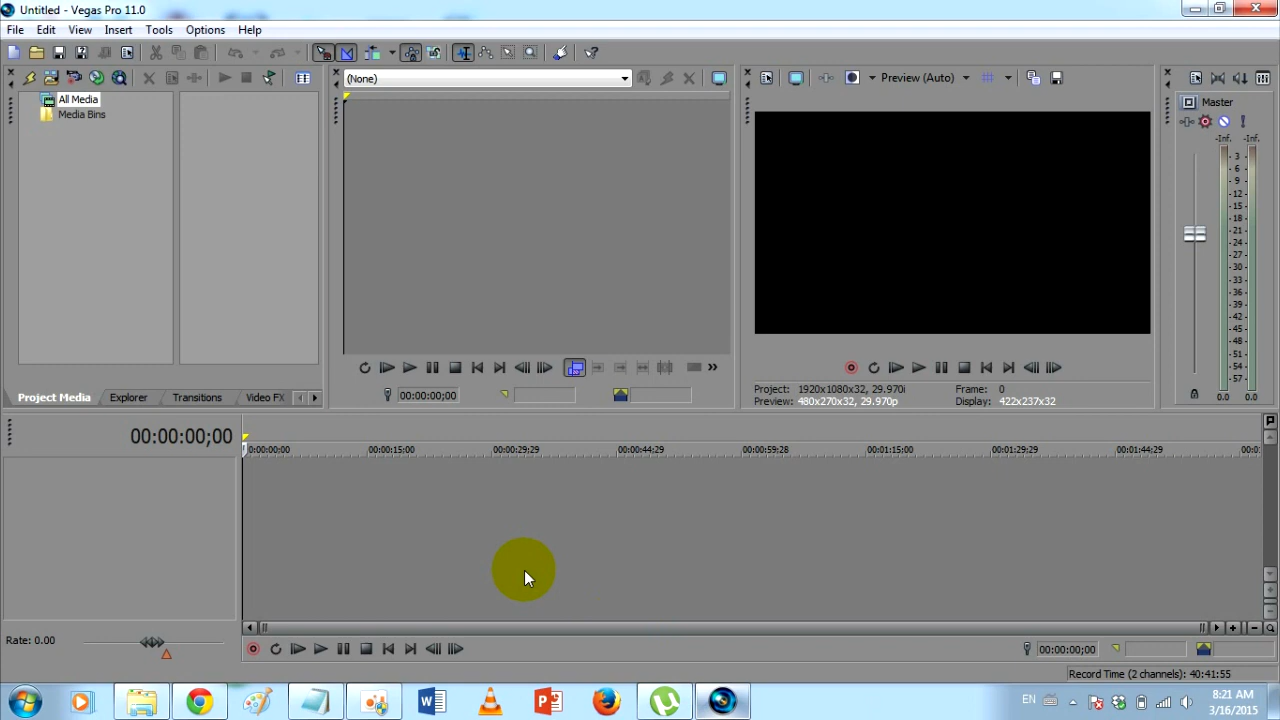 Untitled - Vegas Pro 11.0
File Edit View Insert Tools Options Help
(None)
Preview (Auto)
All Media
Media Bins
Master
-Inf. -Inf.
3
6
9
12
15
18
21
24
27
30
33
36
39
42
45
48
51
54
57
0.0 0.0
00:00:00;00
Project: 1920x1080x32, 29.970i
Frame: 0
Preview: 480x270x32, 29.970p
Display: 422x237x32
Project Media Explorer Transitions Video FX
00:00:00;00
0:00:00;00 00:00:15;00 00:00:29;29 00:00:44;29 00:00:59;28 00:01:15;00 00:01:29;29 00:01:44;29 00:0
Rate: 0.00
00:00:00;00
Record Time (2 channels): 40:41:55
EN
8:21 AM
3/16/2015